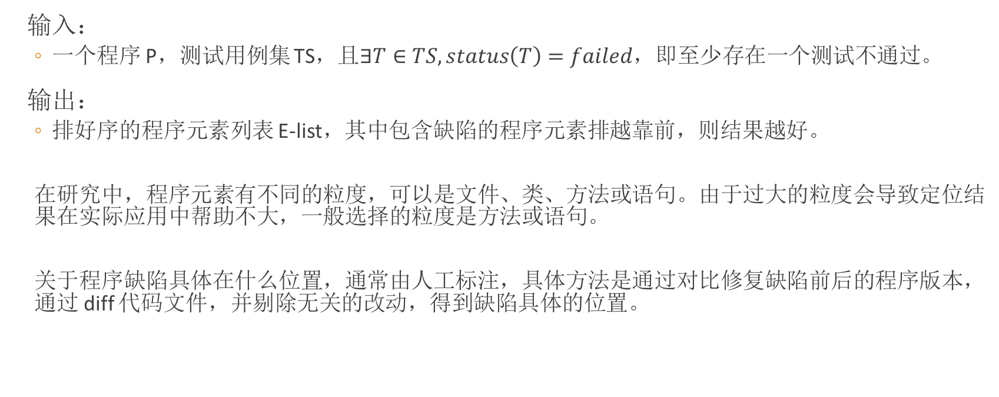 输入：
◦ 一个程序 P，测试用例集 TS，且∃T ∈ TS, status(T) = failed，即至少存在一个测试不通过。
输出：
◦ 排好序的程序元素列表 E-list，其中包含缺陷的程序元素排越靠前，则结果越好。
在研究中，程序元素有不同的粒度，可以是文件、类、方法或语句。由于过大的粒度会导致定位结
果在实际应用中帮助不大，一般选择的粒度是方法或语句。
关于程序缺陷具体在什么位置，通常由人工标注，具体方法是通过对比修复缺陷前后的程序版本，
通过 diff 代码文件，并剔除无关的改动，得到缺陷具体的位置。